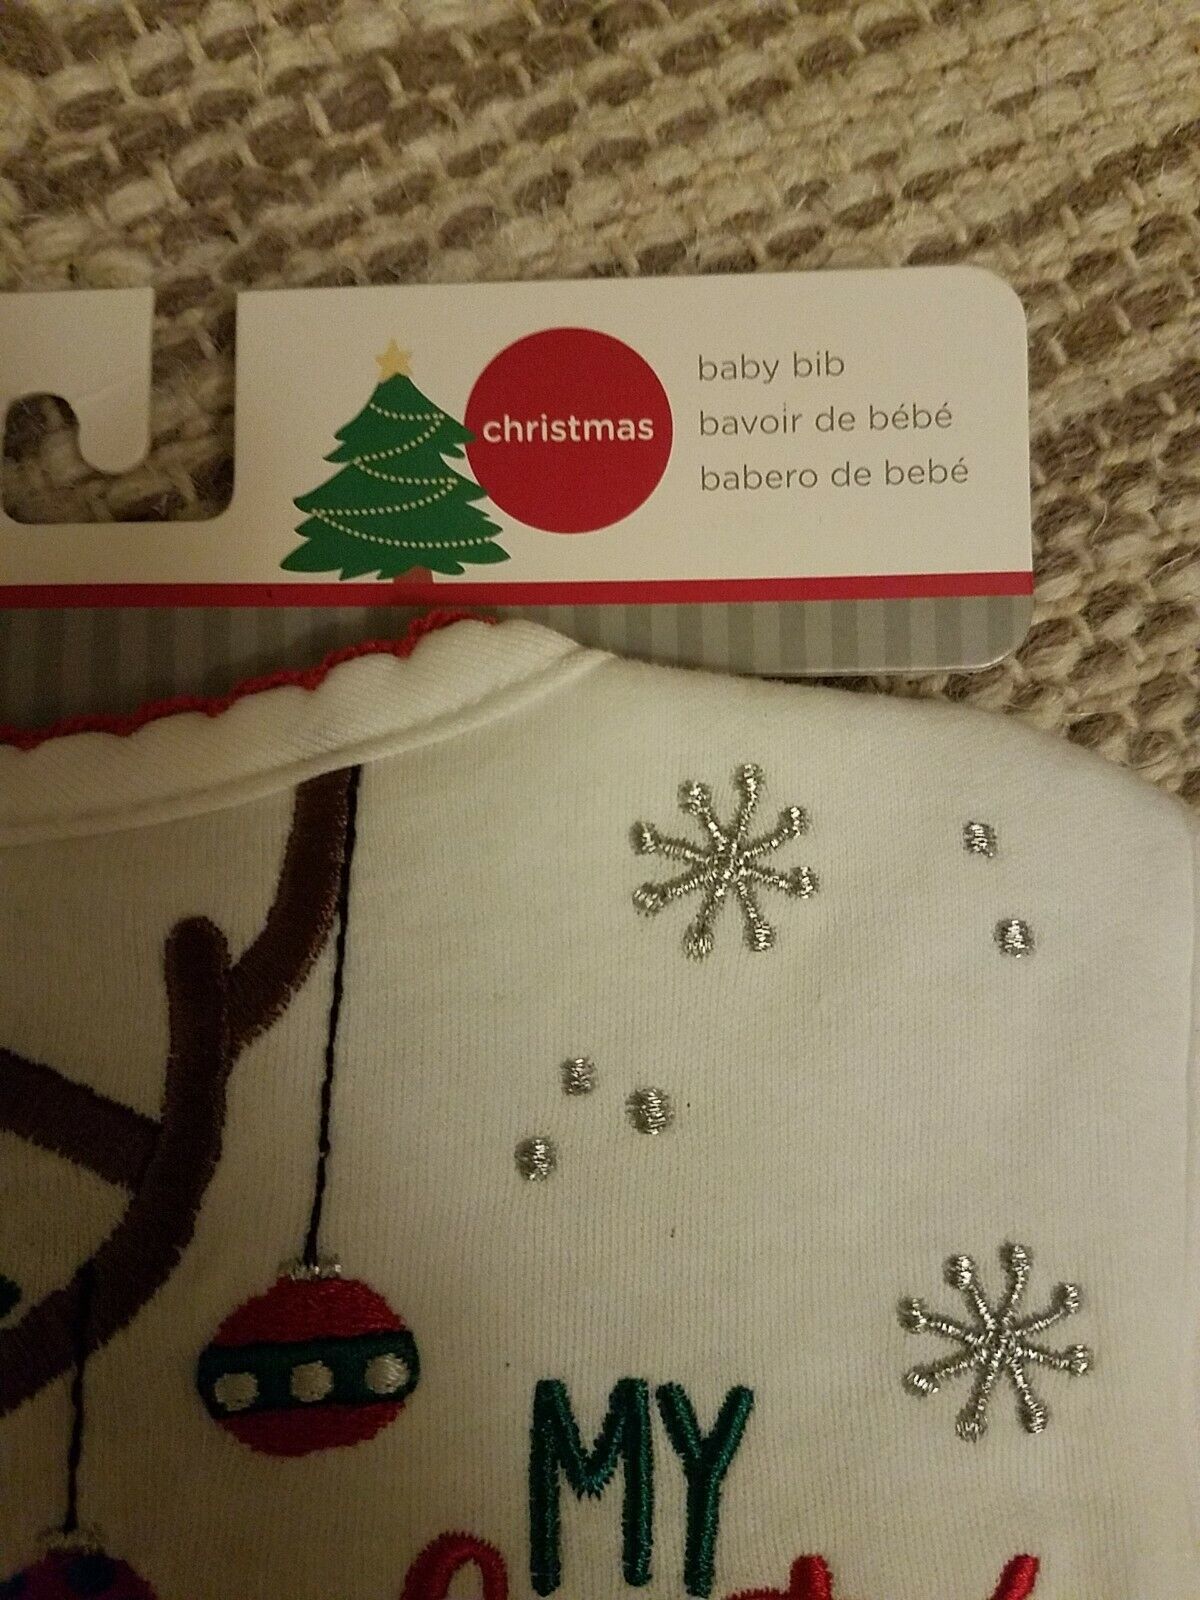 christmas
baby bib
bavoir de bébé
babero de bebé
MY